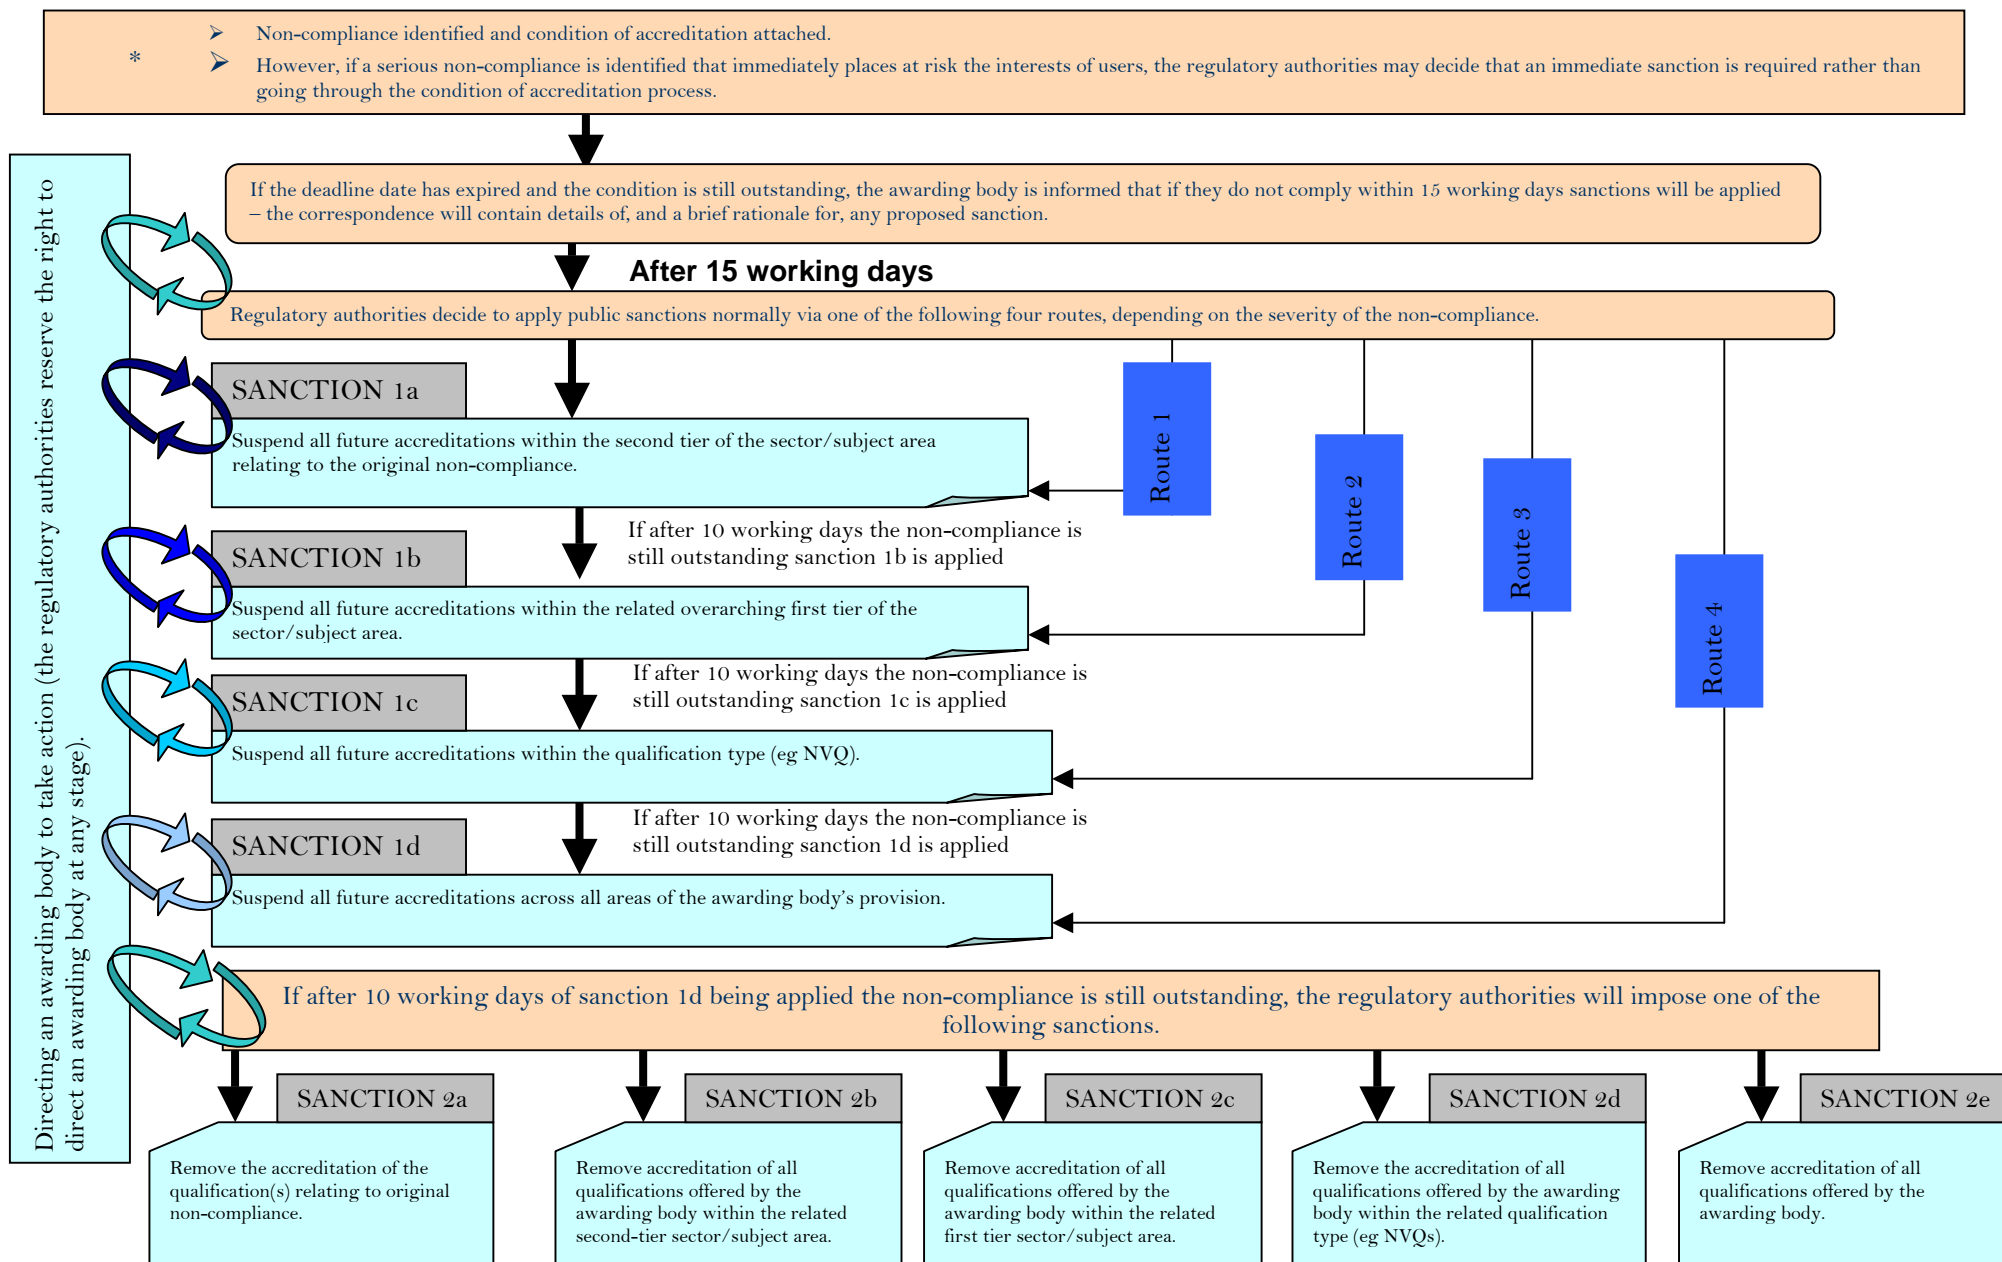 Non-compliance identified and condition of accreditation attached.
*
However, if a serious non-compliance is identified that immediately places at risk the interests of users, the regulatory authorities may decide that an immediate sanction is required rather than
going through the condition of accreditation process.
Directing an awarding body to take action (the regulatory authorities reserve the right to
direct an awarding body at any stage).
If the deadline date has expired and the condition is still outstanding, the awarding body is informed that if they do not comply within 15 working days sanctions will be applied
– the correspondence will contain details of, and a brief rationale for, any proposed sanction.
After 15 working days
Regulatory authorities decide to apply public sanctions normally via one of the following four routes, depending on the severity of the non-compliance.
SANCTION 1a
Suspend all future accreditations within the second tier of the sector/subject area
relating to the original non-compliance.
Route 1
Route 2
Route 3
Route 4
If after 10 working days the non-compliance is
still outstanding sanction 1b is applied
SANCTION 1b
Suspend all future accreditations within the related overarching first tier of the
sector/subject area.
If after 10 working days the non-compliance is
still outstanding sanction 1c is applied
SANCTION 1c
Suspend all future accreditations within the qualification type (eg NVQ).
If after 10 working days the non-compliance is
still outstanding sanction 1d is applied
SANCTION 1d
Suspend all future accreditations across all areas of the awarding body's provision.
If after 10 working days of sanction 1d being applied the non-compliance is still outstanding, the regulatory authorities will impose one of the
following sanctions.
SANCTION 2a
Remove the accreditation of the
qualification(s) relating to original
non-compliance.
SANCTION 2b
Remove accreditation of all
qualifications offered by the
awarding body within the related
second-tier sector/subject area.
SANCTION 2c
Remove accreditation of all
qualifications offered by the
awarding body within the related
first tier sector/subject area.
SANCTION 2d
Remove the accreditation of all
qualifications offered by the awarding
body within the related qualification
type (eg NVQs).
SANCTION 2e
Remove accreditation of all
qualifications offered by the
awarding body.